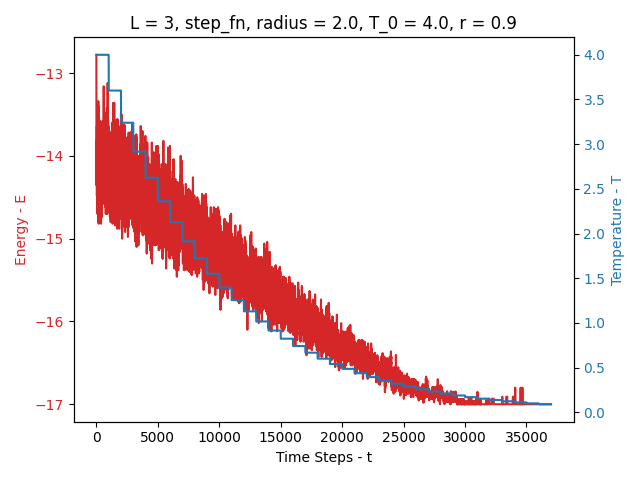 L = 3, step_fn, radius = 2.0, T_0 = 4.0, r = 0.9
−13
−14
−15
−16
−17
Energy - E
4.0
3.5
3.0
2.5
2.0
1.5
1.0
0.5
0.0
Temperature - T
0 5000 10000 15000 20000 25000 30000 35000
Time Steps - t